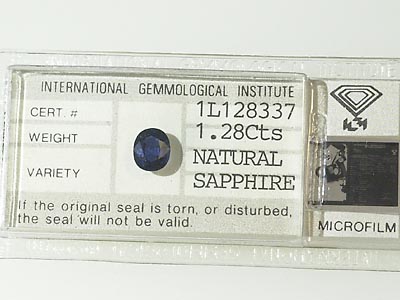 INTERNATIONAL GEMMOLOGICAL INSTITUTE
CERT. # 1L128337
WEIGHT 1.28Cts
VARIETY NATURAL
SAPPHIRE
If the original seal is torn, or disturbed,
the seal will not be valid.
MICROFILM